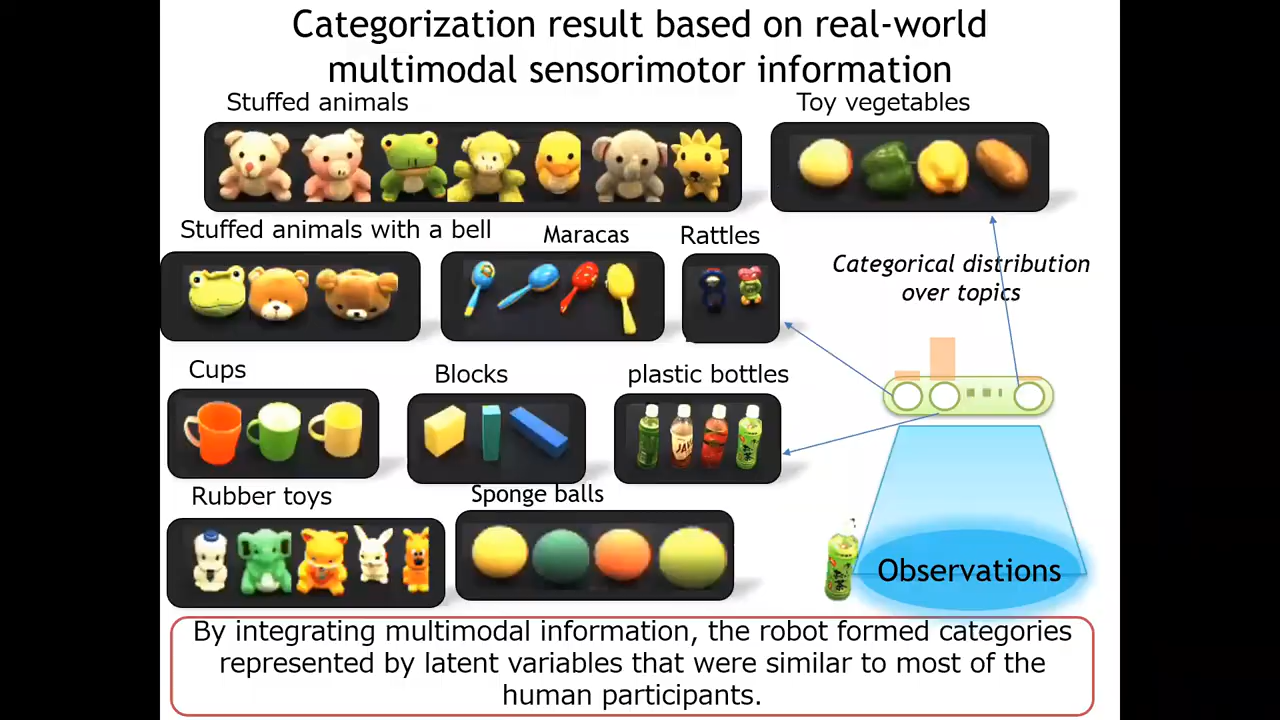 Categorization result based on real-world
multimodal sensorimotor information
Stuffed animals
Toy vegetables
Stuffed animals with a bell
Maracas
Rattles
Categorical distribution
over topics
Cups
Blocks
plastic bottles
Rubber toys
Sponge balls
Observations
By integrating multimodal information, the robot formed categories
represented by latent variables that were similar to most of the
human participants.